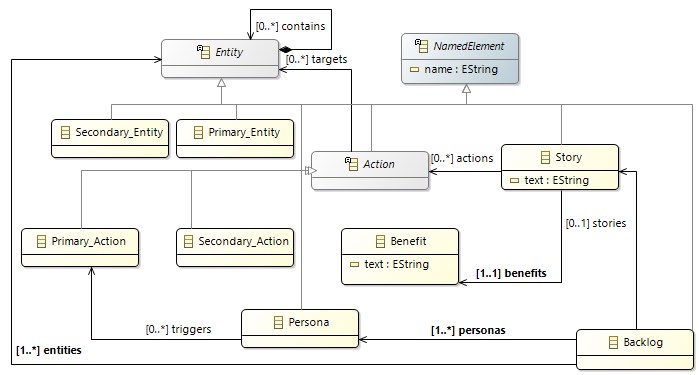 [0..*] contains
Entity
NamedElement
[0..*] targets
name : EString
Secondary_Entity
Primary_Entity
Action
[0..*] actions
Story
text : EString
Primary_Action
Secondary_Action
Benefit
text : EString
[0..1] stories
[1..1] benefits
Persona
[0..*] triggers
[1..*] personas
Backlog
[1..*] entities